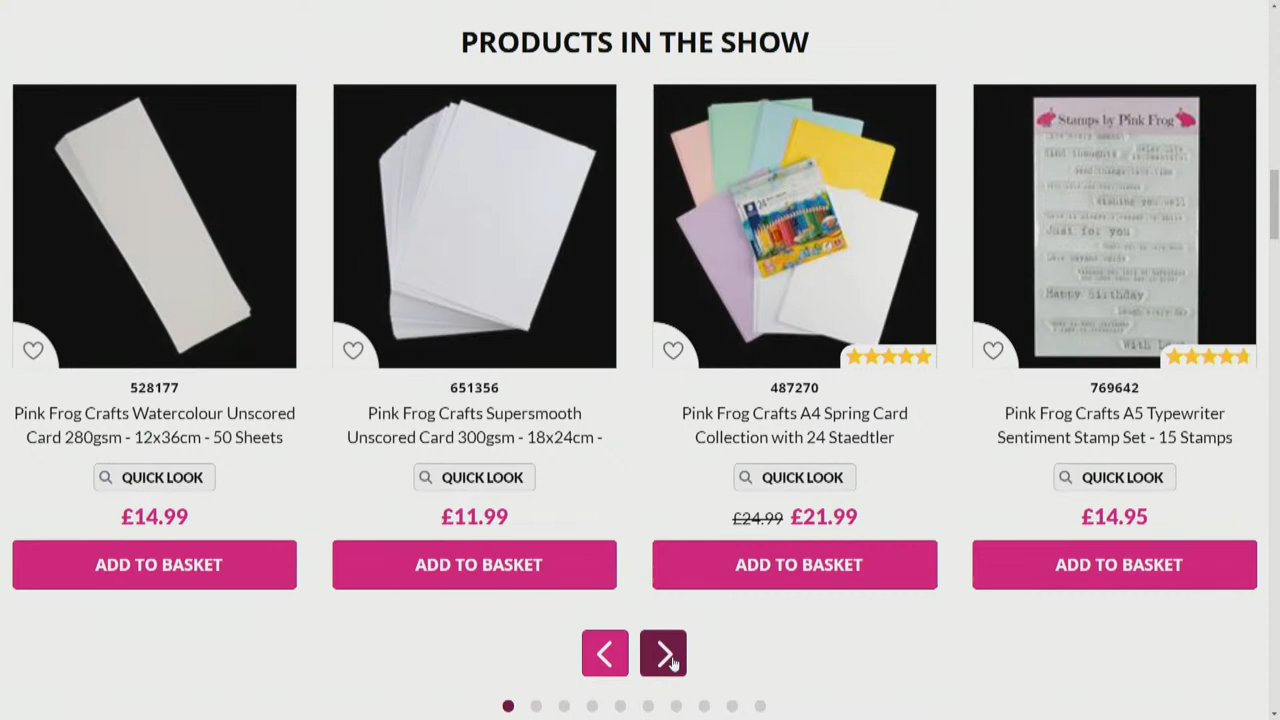 PRODUCTS IN THE SHOW
Stamps by Pink Frog
Just for you
Happy Birthday
24
528177
Pink Frog Crafts Watercolour Unscored
Card 280gsm - 12x36cm - 50 Sheets
QUICK LOOK
£14.99
ADD TO BASKET
651356
Pink Frog Crafts Supersmooth
Unscored Card 300gsm - 18x24cm -
QUICK LOOK
£11.99
ADD TO BASKET
487270
Pink Frog Crafts A4 Spring Card
Collection with 24 Staedtler
QUICK LOOK
£24.99 £21.99
ADD TO BASKET
769642
Pink Frog Crafts A5 Typewriter
Sentiment Stamp Set - 15 Stamps
QUICK LOOK
£14.95
ADD TO BASKET